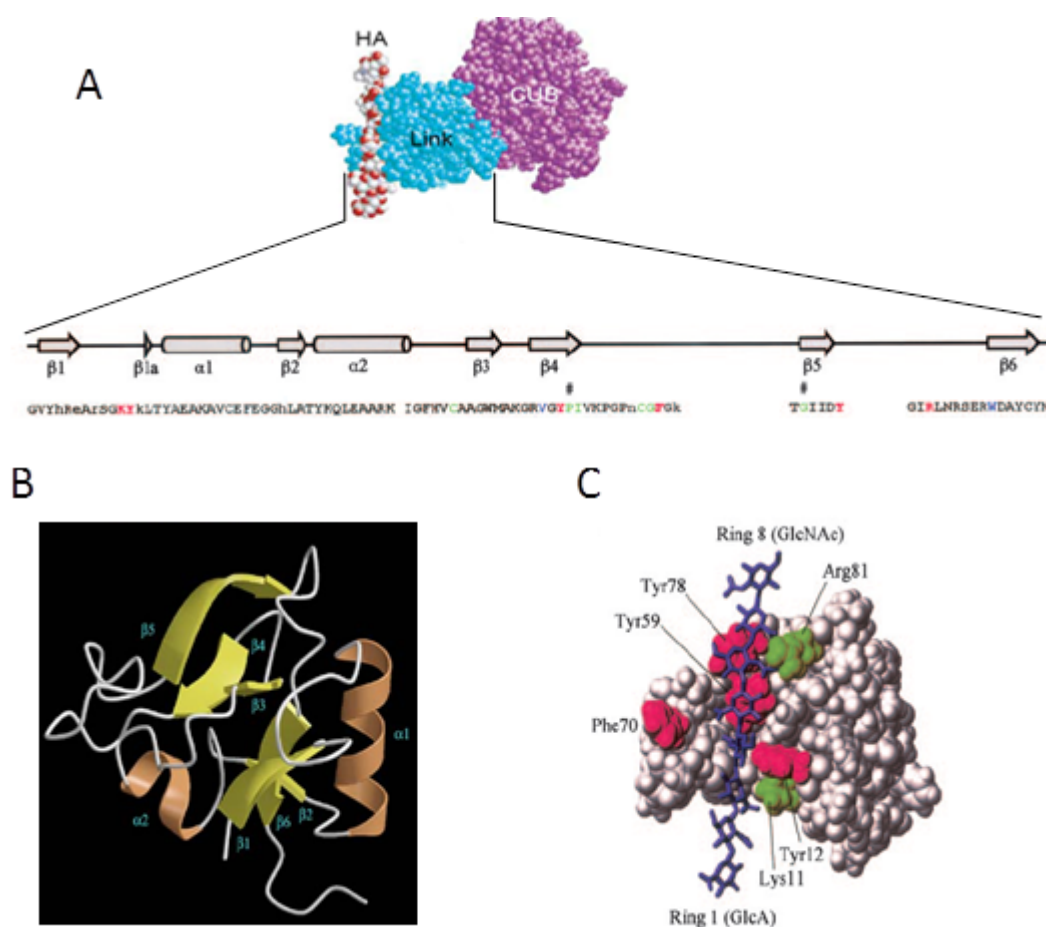 A
HA
CUB
Link
β1 β1a α1 β2 α2 β3 β4 β5 β6
# #
GVYhReArSGKYkLTYAEAKAVCEFEGGhLATYKQLEAARK IGFHVCAAGWMAKGRVGYPIVKPGPnCGFGk TGIIDY GIRLNRSERWDAYCYN
B
C
β5
β4
β3
α1
α2
β1
β6
β2
Ring 8 (GlcNAc)
Arg81
Tyr78
Tyr59
Phe70
Tyr12
Lys11
Ring 1 (GlcA)